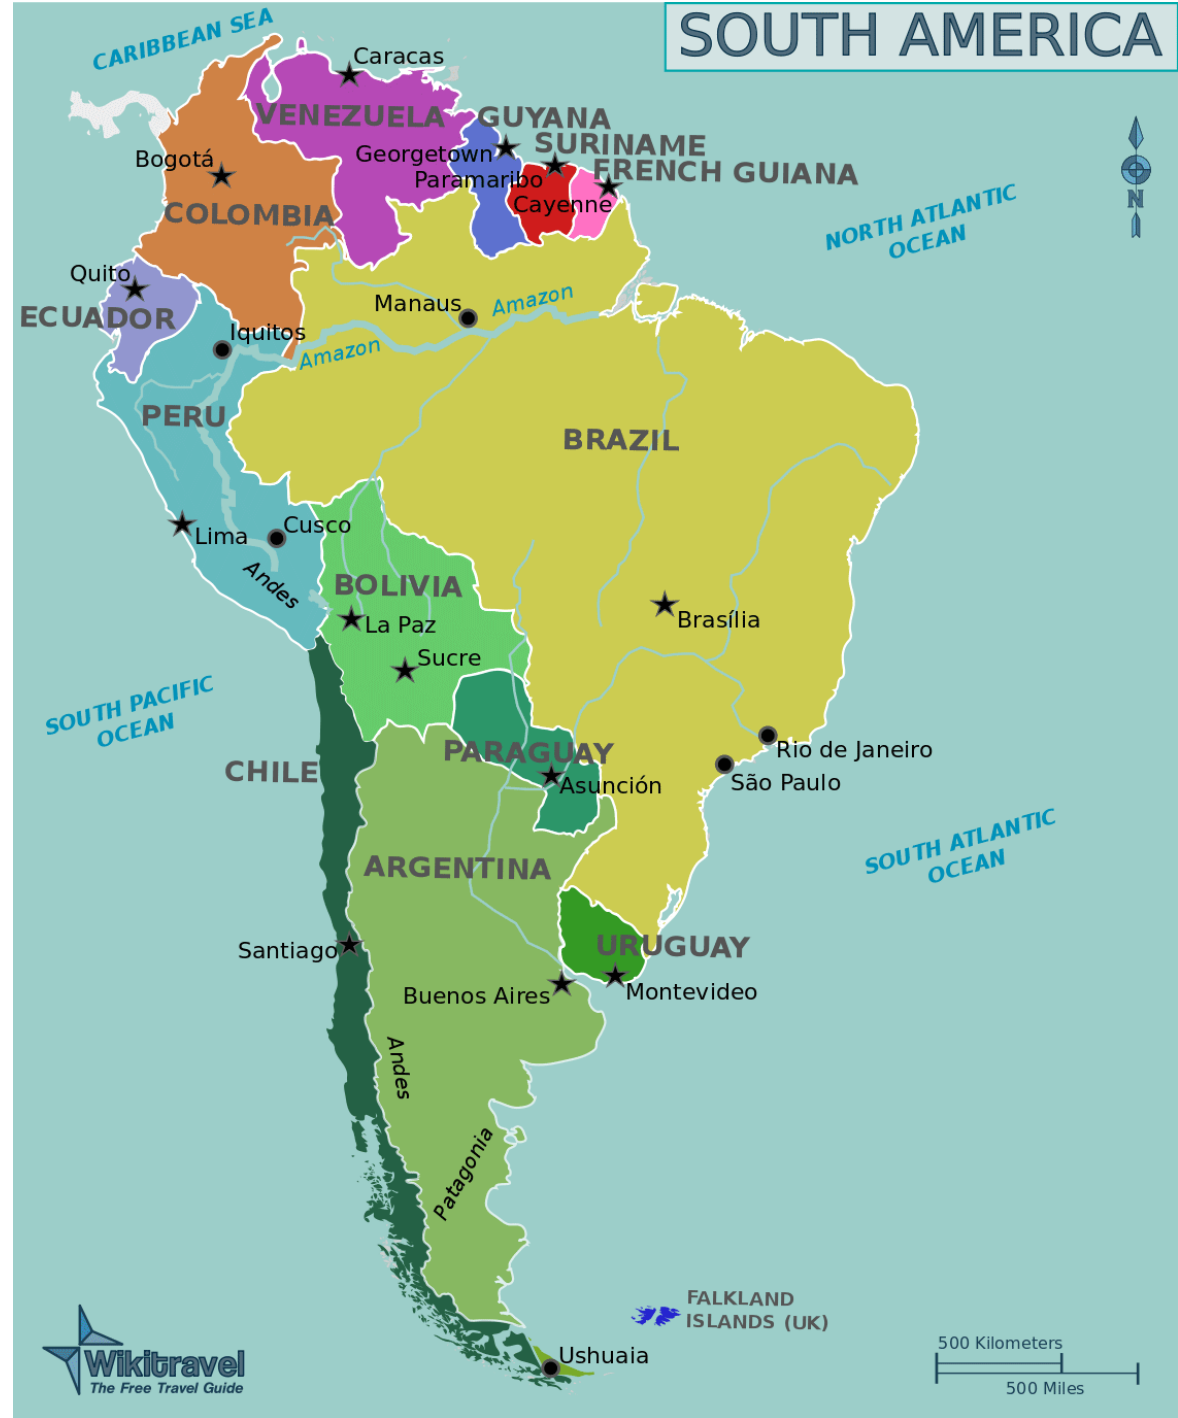 SOUTH AMERICA
CARIBBEAN SEA
Caracas
VENEZUELA
GUYANA
SURINAME
Georgetown
FRENCH GUIANA
Bogotá
Paramaribo
Cayenne
COLOMBIA
NORTH ATLANTIC
OCEAN
N
Quito
ECUADOR
Manaus
Amazon
Iquitos
Amazon
PERU
BRAZIL
Lima
Cusco
Andes
BOLIVIA
La Paz
Brasília
Sucre
SOUTH PACIFIC
OCEAN
PARAGUAY
Rio de Janeiro
CHILE
Asunción
São Paulo
SOUTH ATLANTIC
OCEAN
ARGENTINA
Santiago
URUGUAY
Buenos Aires
Montevideo
Andes
Patagonia
FALKLAND
ISLANDS (UK)
Ushuaia
Wikitravel
The Free Travel Guide
500 Kilometers
500 Miles